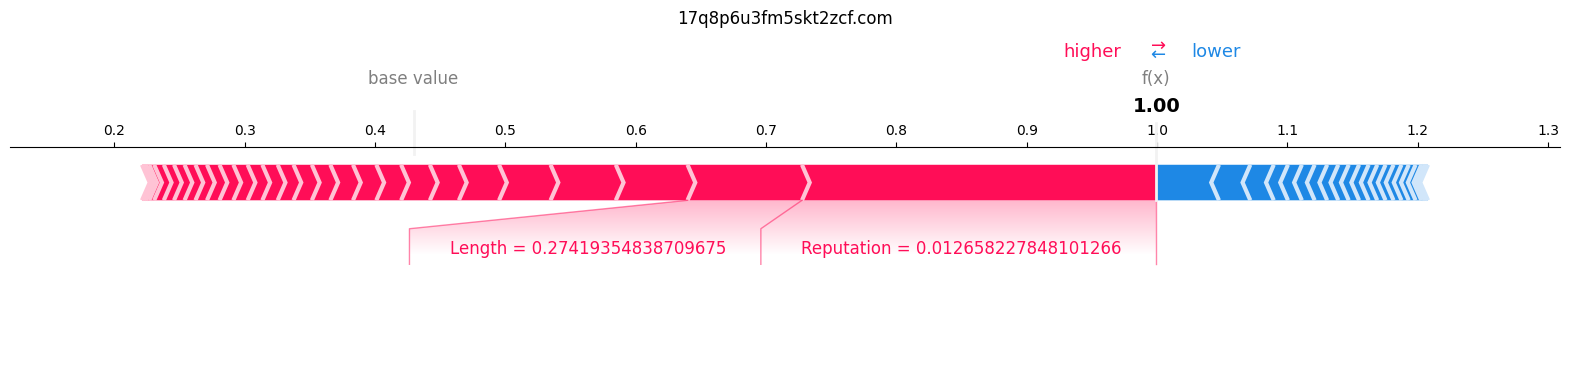 17q8p6u3fm5skt2zcf.com
higher ⇄ lower
base value
f(x)
1.00
0.2 0.3 0.4 0.5 0.6 0.7 0.8 0.9 1.0 1.1 1.2 1.3
Length = 0.27419354838709675
Reputation = 0.012658227848101266